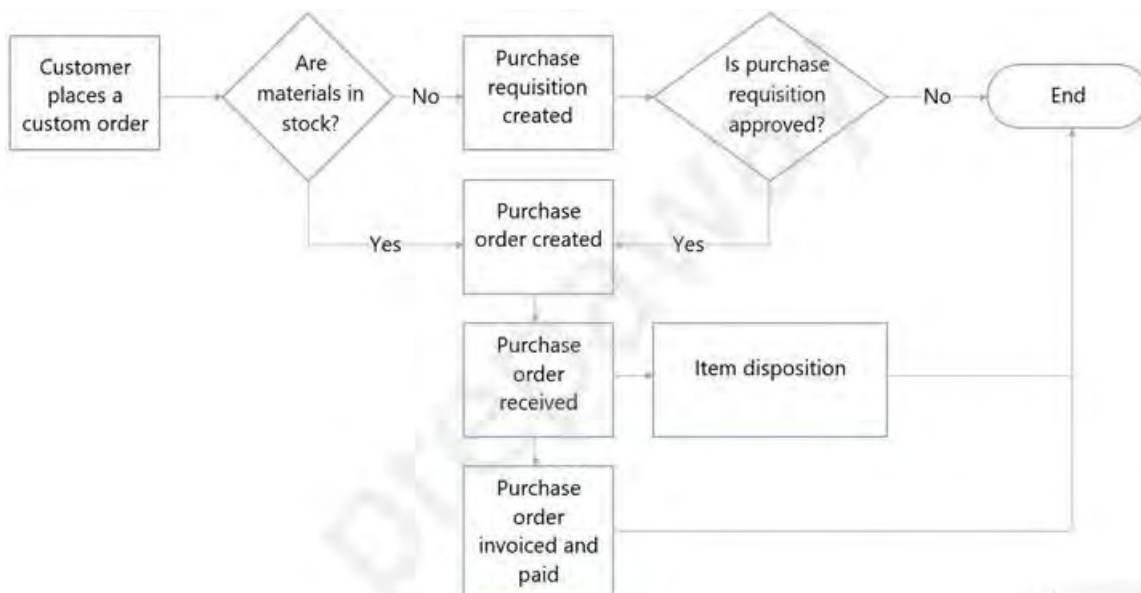 Customer
places a
custom order
Are
materials in
stock?
No
Purchase
requisition
created
Is purchase
requisition
approved?
No
End
Yes
Purchase
order created
Yes
Purchase
order
received
Item disposition
Purchase
order
invoiced and
paid